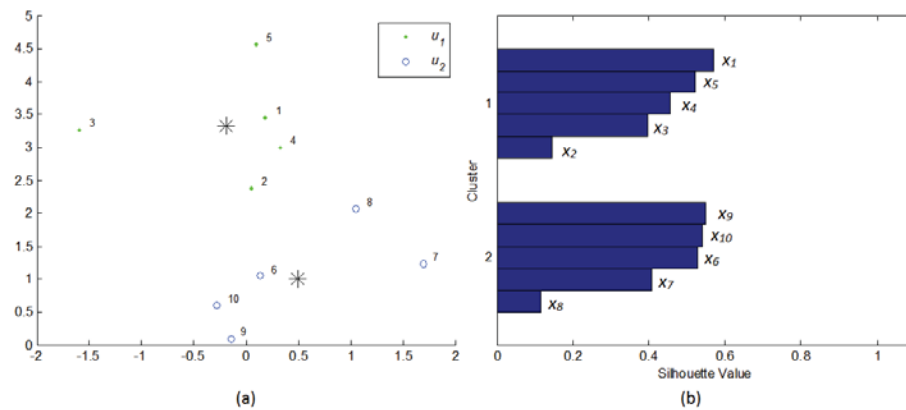 5
4.5
4
3.5
3
2.5
2
1.5
1
0.5
0
-2 -1.5 -1 -0.5 0 0.5 1 1.5 2
u1
u2
5
3
1
4
2
8
7
6
10
9
(a)
Cluster
1
2
x1
x5
x4
x3
x2
x9
x10
x6
x7
x8
0 0.2 0.4 0.6 0.8 1
Silhouette Value
(b)